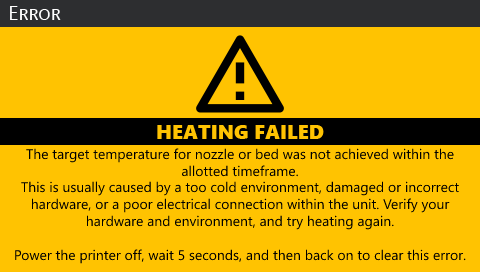 Error
HEATING FAILED
The target temperature for nozzle or bed was not achieved within the
allotted timeframe.
This is usually caused by a too cold environment, damaged or incorrect
hardware, or a poor electrical connection within the unit. Verify your
hardware and environment, and try heating again.
Power the printer off, wait 5 seconds, and then back on to clear this error.